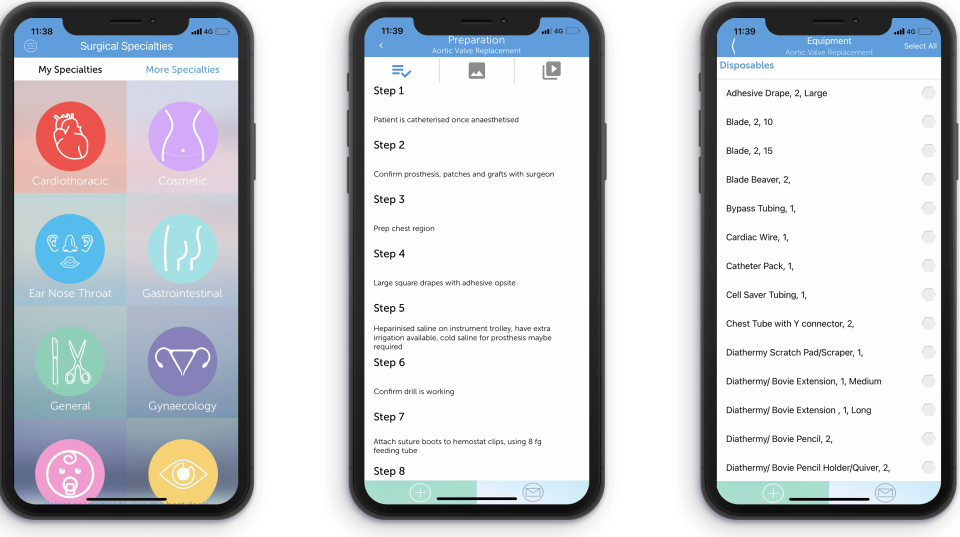 11:38
4G
Surgical Specialties
My Specialties
More Specialties
Cardiothoracic
Cosmetic
Ear Nose Throat
Gastrointestinal
General
Gynaecology
11:39
4G
Preparation
Aortic Valve Replacement
Step 1
Patient is catheterised once anaesthetised
Step 2
Confirm prosthesis, patches and grafts with surgeon
Step 3
Prep chest region
Step 4
Large square drapes with adhesive opsite
Step 5
Heparinised saline on instrument trolley, have extra
irrigation available, cold saline for prosthesis maybe
required
Step 6
Confirm drill is working
Step 7
Attach suture boots to hemostat clips, using 8 fg
feeding tube
Step 8
11:39
4G
Equipment
Aortic Valve Replacement
Select All
Disposables
Adhesive Drape, 2, Large
Blade, 2, 10
Blade, 2, 15
Blade Beaver, 2,
Bypass Tubing, 1,
Cardiac Wire, 1,
Catheter Pack, 1,
Cell Saver Tubing, 1,
Chest Tube with Y connector, 2,
Diathermy Scratch Pad/Scraper, 1,
Diathermy/ Bovie Extension, 1, Medium
Diathermy/ Bovie Extension , 1, Long
Diathermy/ Bovie Pencil, 2,
Diathermy/ Bovie Pencil Holder/Quiver, 2,